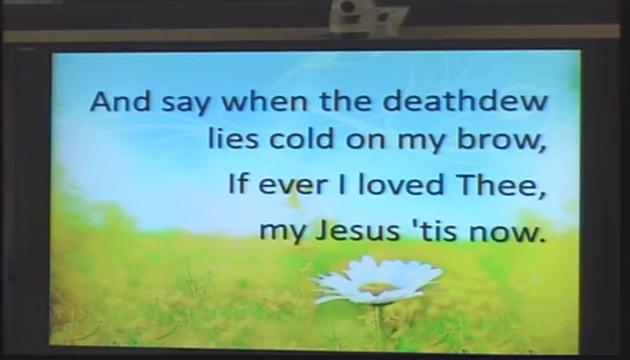 And say when the deathdew
lies cold on my brow,
If ever I loved Thee,
my Jesus 'tis now.